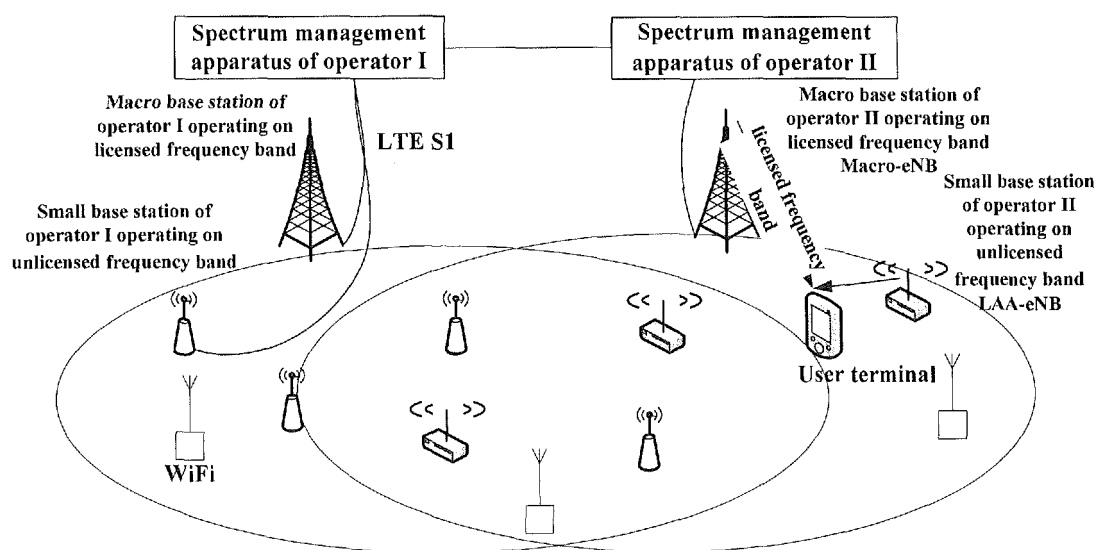 Spectrum management
apparatus of operator I
Spectrum management
apparatus of operator II
Macro base station of
operator I operating on
licensed frequency band
LTE S1
Macro base station of
operator II operating on
licensed frequency band
Macro-eNB
licensed frequency
band
Small base station of
operator I operating on
unlicensed frequency band
Small base station
of operator II
operating on
unlicensed
frequency band
LAA-eNB
User terminal
WiFi